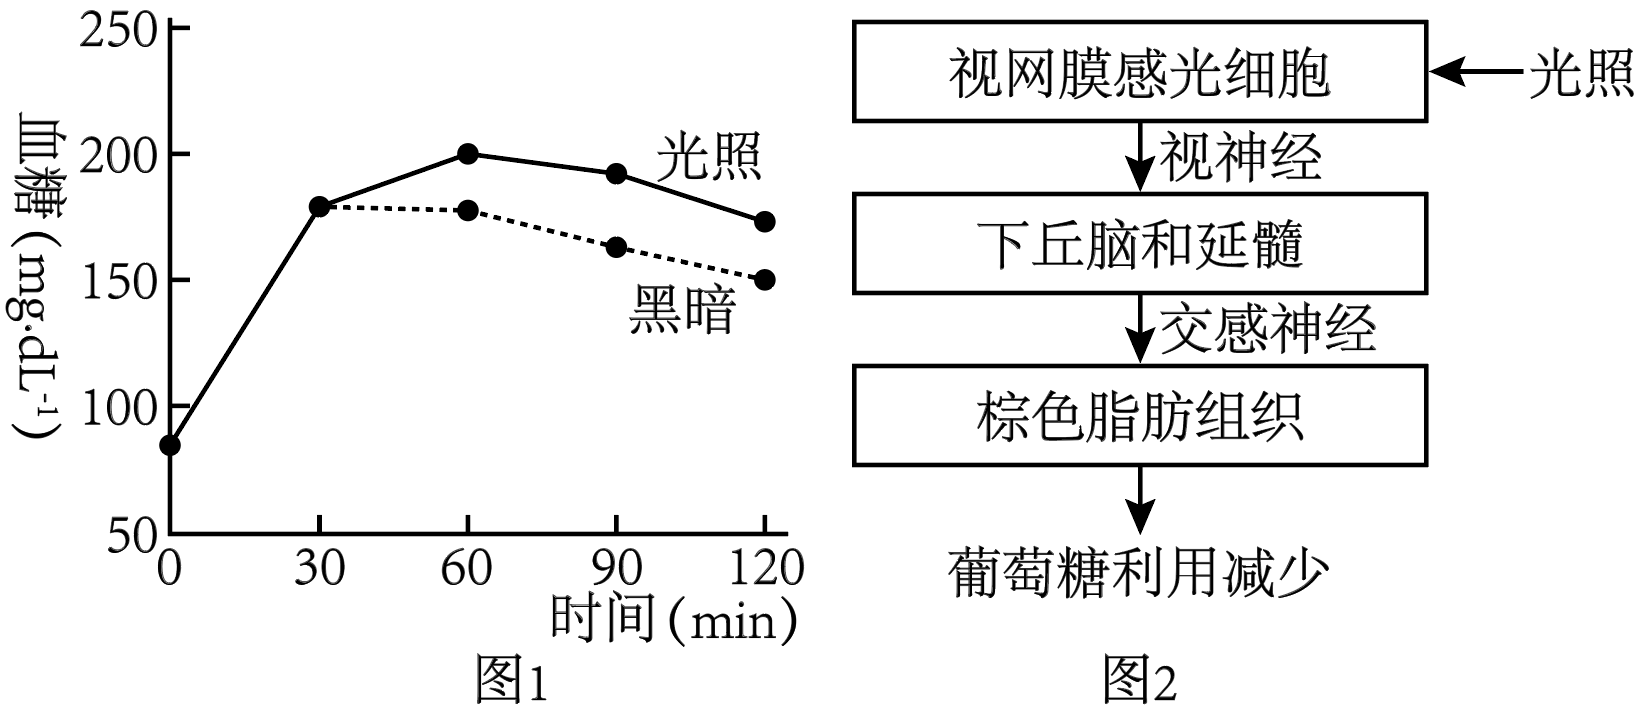 血糖(mg·dL⁻¹)
250
200
150
100
50
0
30
60
90
120
时间(min)
光照
黑暗
图1
视网膜感光细胞
光照
视神经
下丘脑和延髓
交感神经
棕色脂肪组织
葡萄糖利用减少
图2